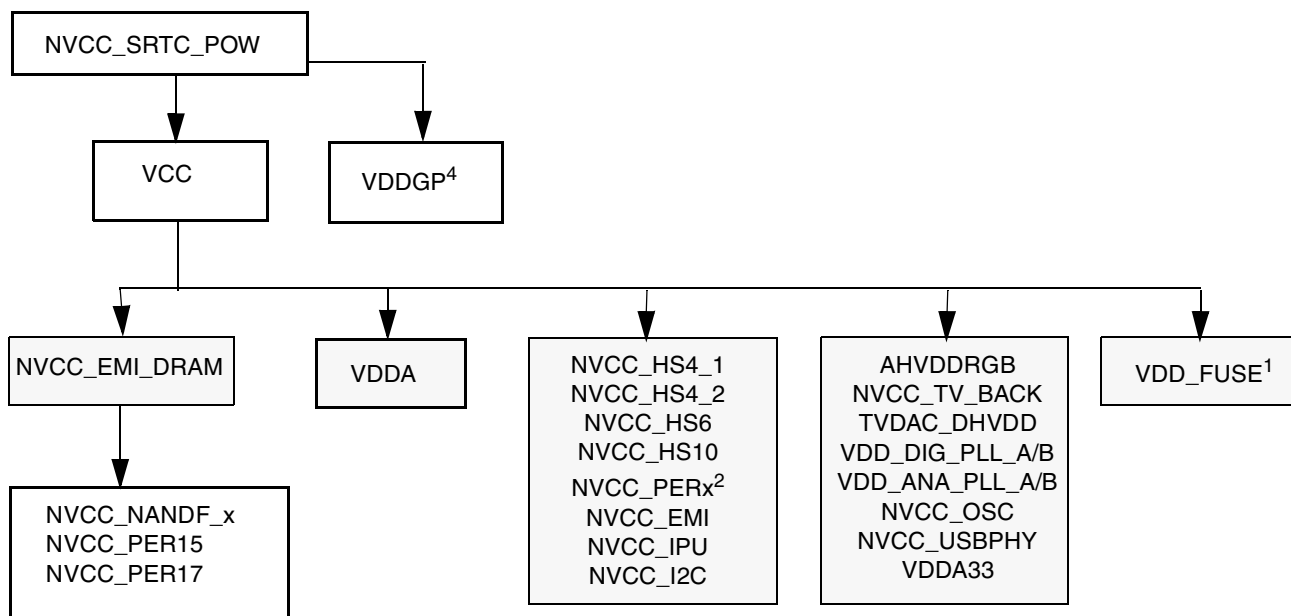 NVCC_SRTC_POW
VCC
VDDGP4
NVCC_EMI_DRAM
VDDA
NVCC_HS4_1
NVCC_HS4_2
NVCC_HS6
NVCC_HS10
NVCC_PERx2
NVCC_EMI
NVCC_IPU
NVCC_I2C
AHVDDRGB
NVCC_TV_BACK
TVDAC_DHVDD
VDD_DIG_PLL_A/B
VDD_ANA_PLL_A/B
NVCC_OSC
NVCC_USBPHY
VDDA33
VDD_FUSE1
NVCC_NANDF_x
NVCC_PER15
NVCC_PER17